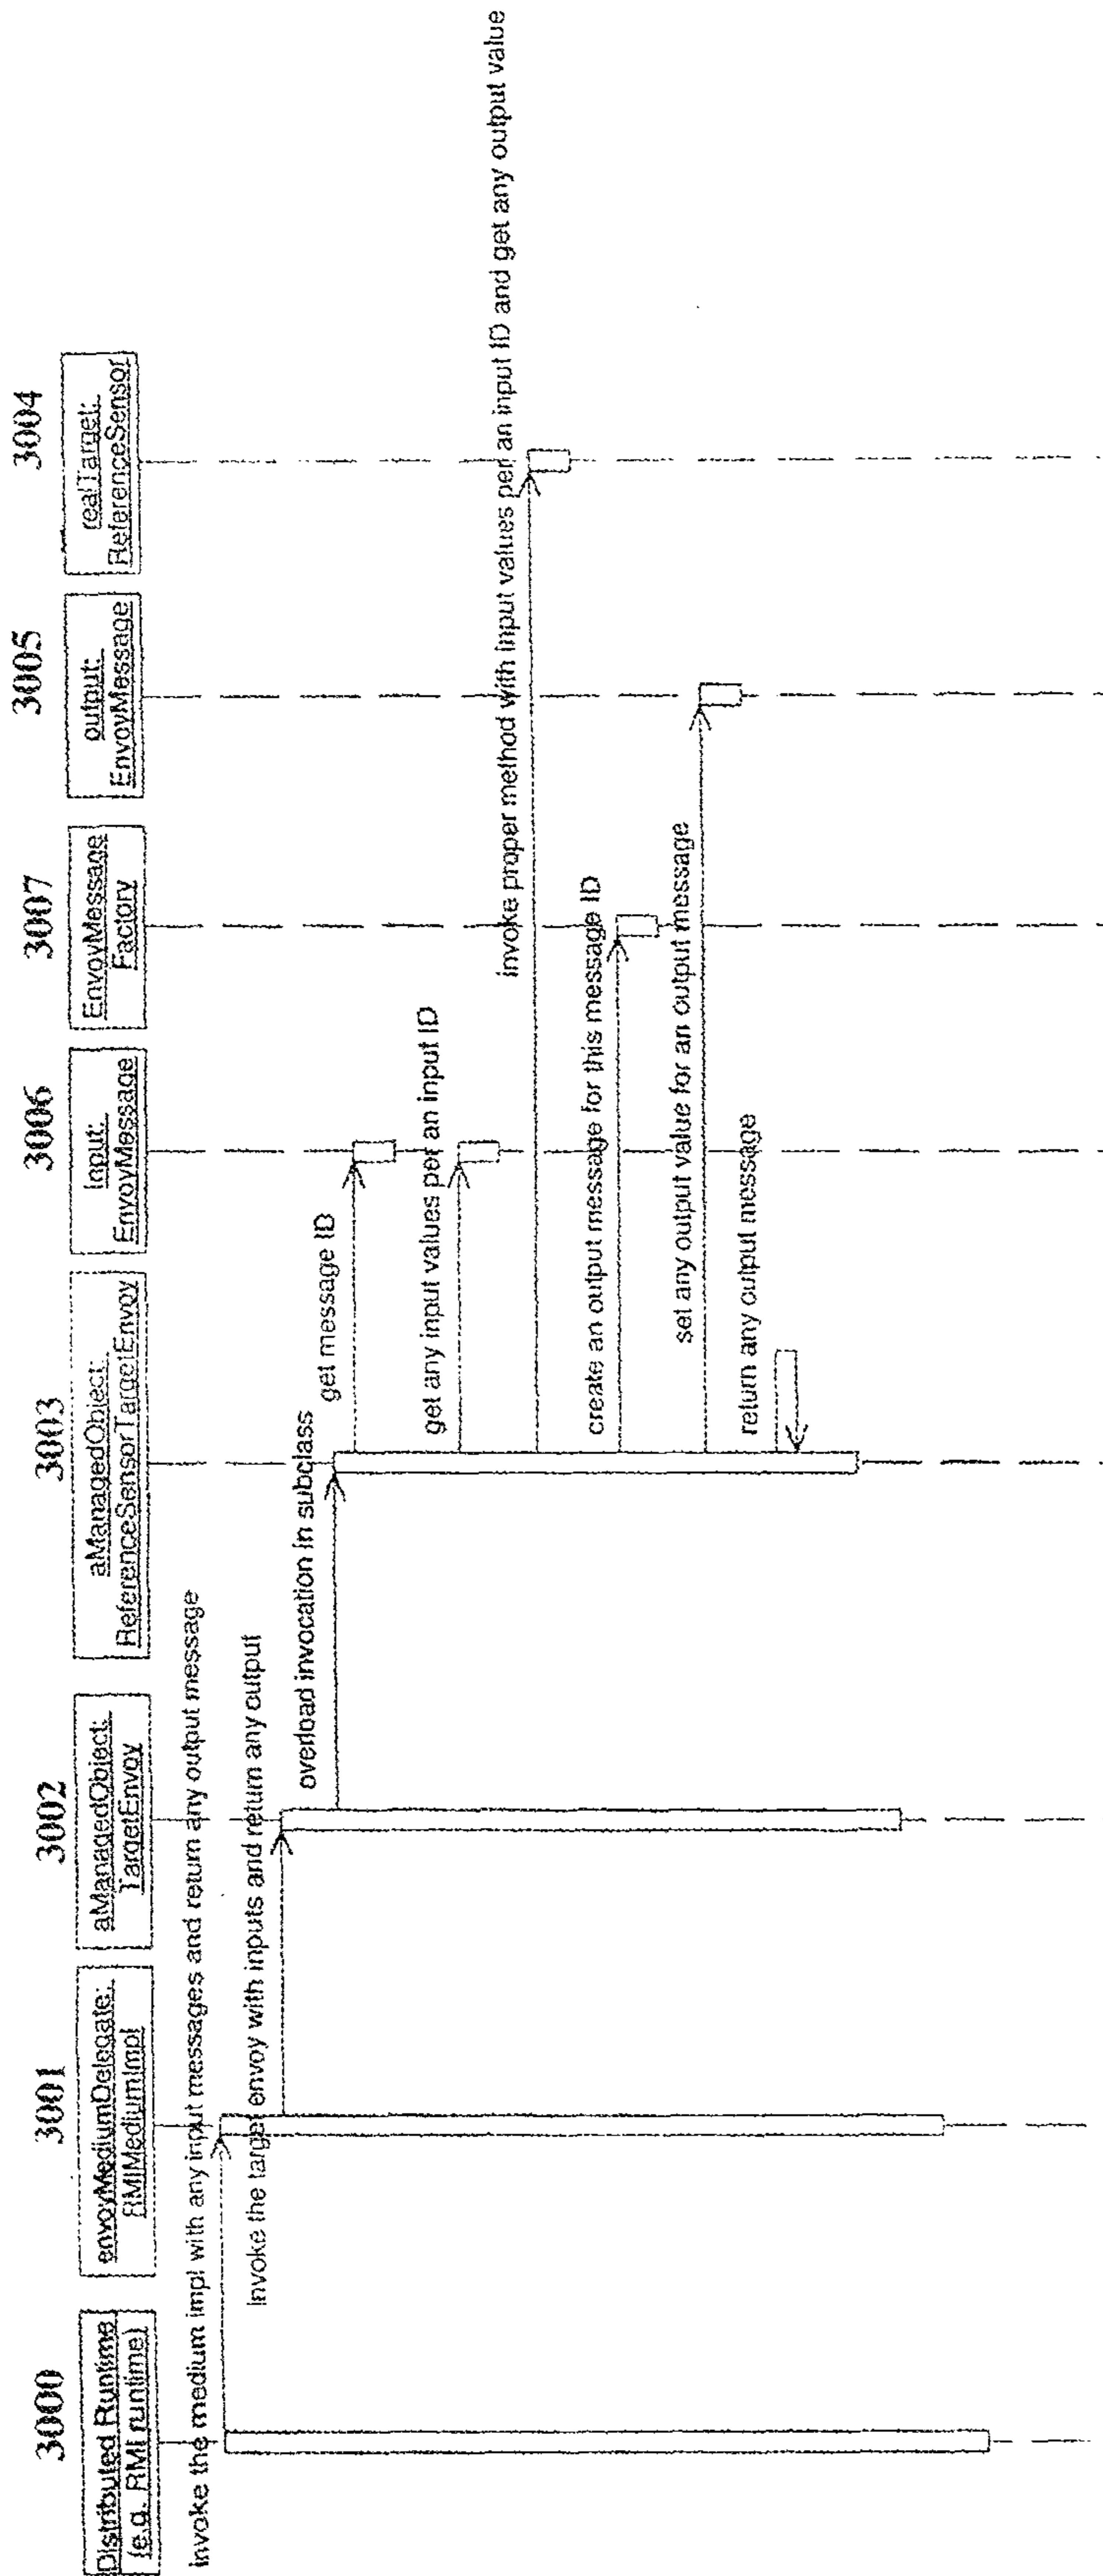 3000
Distributed Runtime
(e.g. RMI runtime)
3001
envoyMediumDelegate:
RMIMediumImpl
3002
aManagedObject:
TargetEnvoy
3003
aManagedObject:
ReferenceSensorTargetEnvoy
3006
Input:
EnvoyMessage
3007
EnvoyMessage
Factory
3005
output:
EnvoyMessage
3004
realTarget:
ReferenceSensor
invoke the medium impl with any input messages and return any output message
invoke the target envoy with inputs and return any output
overload invocation in subclass
get message ID
get any input values per an input ID
invoke proper method with input values per an input ID and get any output value
create an output message for this message ID
set any output value for an output message
return any output message